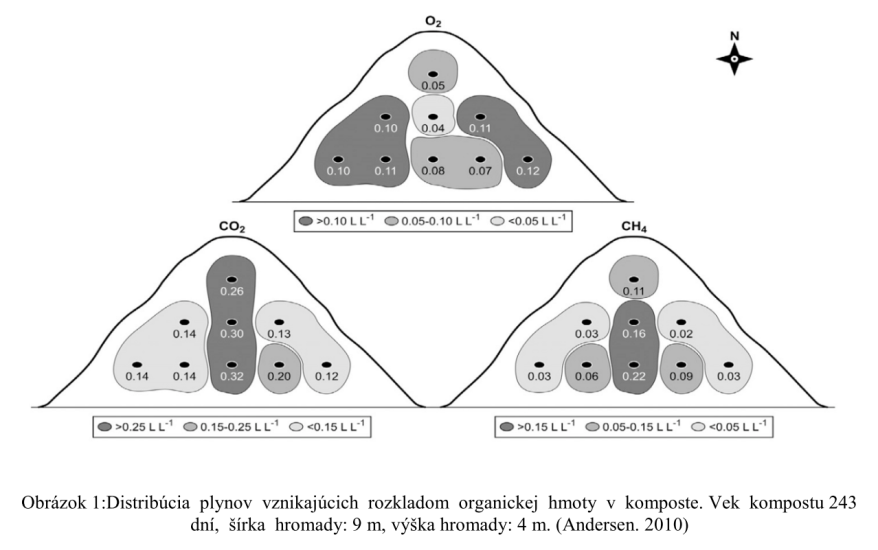 O2
N
0.05
0.10 0.04 0.11
0.10 0.11 0.08 0.07 0.12
>0.10 L L-1 0.05-0.10 L L-1 <0.05 L L-1
CO2
0.26
0.14 0.30 0.13
0.14 0.14 0.32 0.20 0.12
>0.25 L L-1 0.15-0.25 L L-1 <0.15 L L-1
CH4
0.11
0.03 0.16 0.02
0.03 0.06 0.22 0.09 0.03
>0.15 L L-1 0.05-0.15 L L-1 <0.05 L L-1
Obrázok 1:Distribúcia plynov vznikajúcich rozkladom organickej hmoty v komposte. Vek kompostu 243
dní, šírka hromady: 9 m, výška hromady: 4 m. (Andersen. 2010)